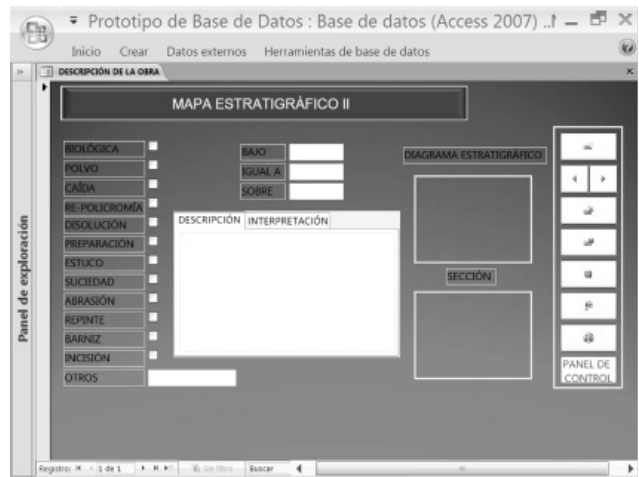 Prototipo de Base de Datos : Base de datos (Access 2007) ..
Inicio Crear Datos externos Herramientas de base de datos
DESCRIPCIÓN DE LA OBRA
MAPA ESTRATIGRÁFICO II
BIOLÓGICA
POLVO
CAÍDA
RE-POLICROMÍA
DISOLUCIÓN
PREPARACIÓN
ESTUCO
SUCIEDAD
ABRASIÓN
REPINTE
BARNIZ
INCISIÓN
OTROS
BAJO
IGUAL A
SOBRE
DESCRIPCIÓN INTERPRETACIÓN
DIAGRAMA ESTRATIGRÁFICO
SECCIÓN
PANEL DE
CONTROL
Panel de exploración
Registro: 1 de 1 Sin filtro Buscar